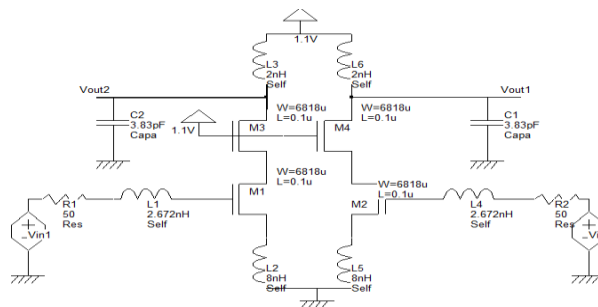 1.1V
L3
2nH
Self
L6
2nH
Self
Vout2
Vout1
C2
3.83pF
Capa
W=6818u
L=0.1u
W=6818u
L=0.1u
C1
3.83pF
Capa
1.1V
M3
M4
W=6818u
L=0.1u
W=6818u
L=0.1u
M1
M2
R1
50
Res
L1
2.672nH
Self
L4
2.672nH
Self
R2
50
Res
Vin1
Vi
L2
8nH
Self
L5
8nH
Self